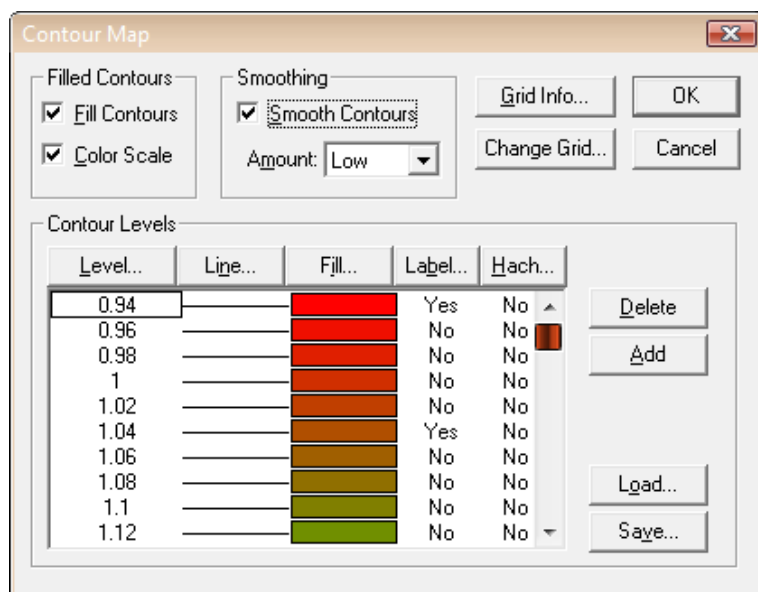 Contour Map
Filled Contours
Fill Contours
Color Scale
Smoothing
Smooth Contours
Amount: Low
Grid Info...
OK
Change Grid...
Cancel
Contour Levels
Level... Line... Fill... Label... Hach...
0.94 Yes No
0.96 No No
0.98 No No
1 No No
1.02 No No
1.04 Yes No
1.06 No No
1.08 No No
1.1 No No
1.12 No No
Delete
Add
Load...
Save...